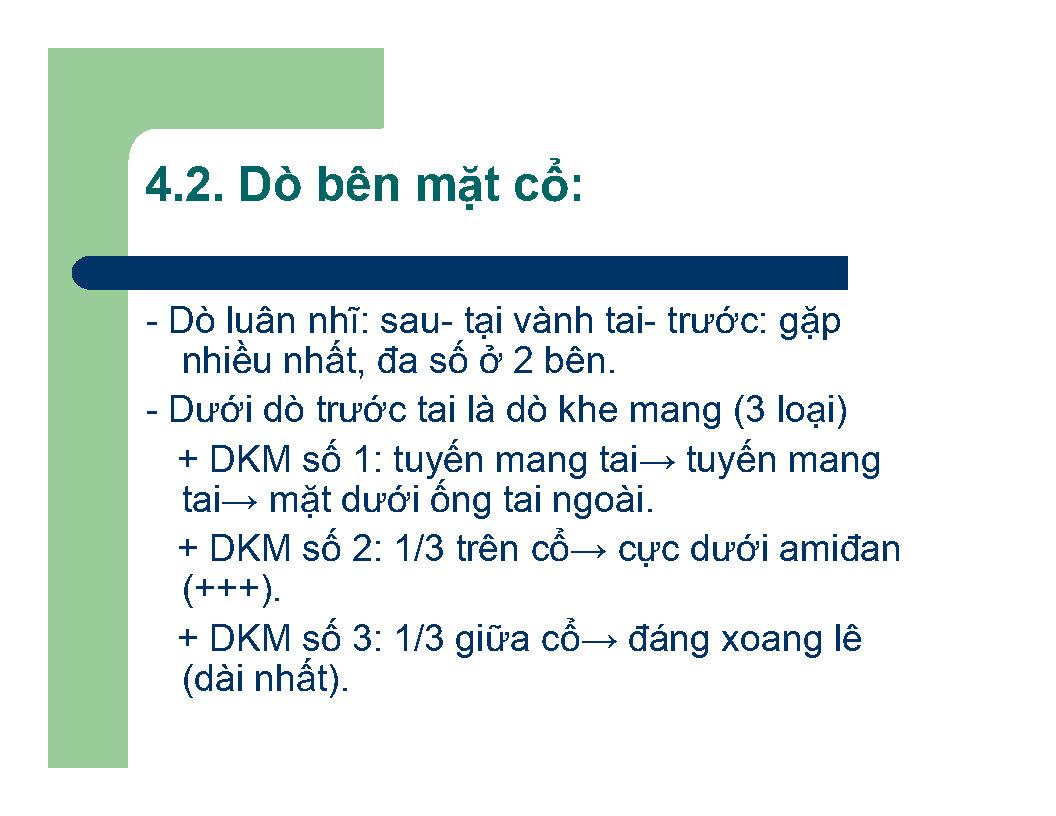 4.2. Dò bên mặt cổ:
- Dò luân nhĩ: sau- tại vành tai- trước: gặp
nhiều nhất, đa số ở 2 bên.
- Dưới dò trước tai là dò khe mang (3 loại)
+ DKM số 1: tuyến mang tai→ tuyến mang
tai→ mặt dưới ống tai ngoài.
+ DKM số 2: 1/3 trên cổ→ cực dưới amiđan
(+++).
+ DKM số 3: 1/3 giữa cổ→ đáng xoang lê
(dài nhất).